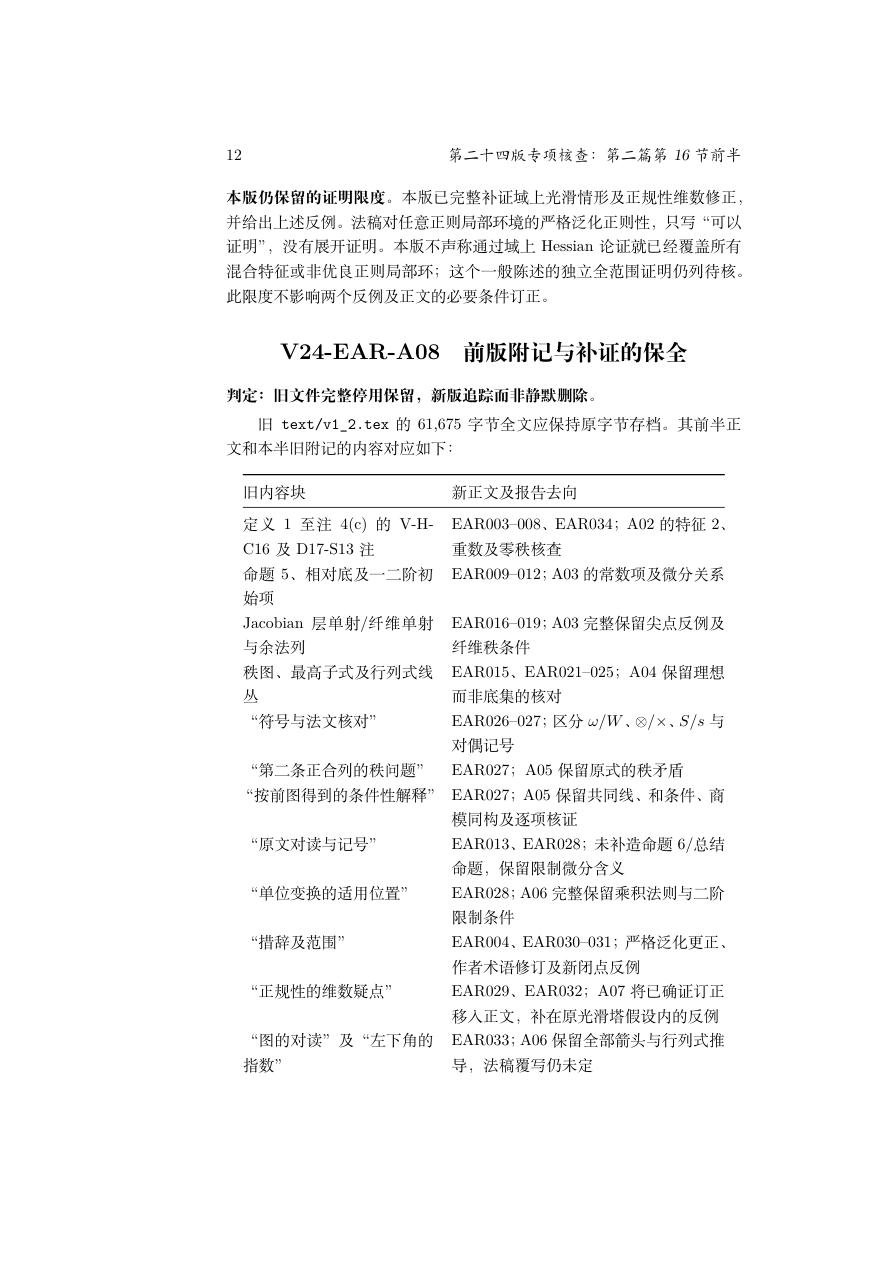 12 第二十四版专项核查：第二篇第 16 节前半
本版仍保留的证明限度。本版已完整补证域上光滑情形及正规性维数修正，
并给出上述反例。法稿对任意正则局部环境的严格泛化正则性，只写“可以
证明”，没有展开证明。本版不声称通过域上 Hessian 论证就已经覆盖所有
混合特征或非优良正则局部环；这个一般陈述的独立全范围证明仍列待核。
此限度不影响两个反例及正文的必要条件订正。
V24-EAR-A08 前版附记与补证的保全
判定：旧文件完整停用保留，新版追踪而非静默删除。
旧 text/v1_2.tex 的 61,675 字节全文应保持原字节存档。其前半正
文和本半旧附记的内容对应如下：
旧内容块 新正文及报告去向
定义 1 至注 4(c) 的 V-H- EAR003–008、EAR034；A02 的特征 2、
C16 及 D17-S13 注 重数及零秩核查
命题 5、相对底及一二阶初 EAR009–012；A03 的常数项及微分关系
始项
Jacobian 层单射/纤维单射 EAR016–019；A03 完整保留尖点反例及
与余法列 纤维秩条件
秩图、最高子式及行列式线 EAR015、EAR021–025；A04 保留理想
丛 而非底集的核对
“符号与法文核对” EAR026–027；区分 ω/W、⊗/×、S/s 与
对偶记号
“第二条正合列的秩问题” EAR027；A05 保留原式的秩矛盾
“按前图得到的条件性解释” EAR027；A05 保留共同线、和条件、商
模同构及逐项核证
“原文对读与记号” EAR013、EAR028；未补造命题 6/总结
命题，保留限制微分含义
“单位变换的适用位置” EAR028；A06 完整保留乘积法则与二阶
限制条件
“措辞及范围” EAR004、EAR030–031；严格泛化更正、
作者术语修订及新闭点反例
“正规性的维数疑点” EAR029、EAR032；A07 将已确证订正
移入正文，补在原光滑塔假设内的反例
“图的对读”及“左下角的 EAR033；A06 保留全部箭头与行列式推
指数” 导，法稿覆写仍未定